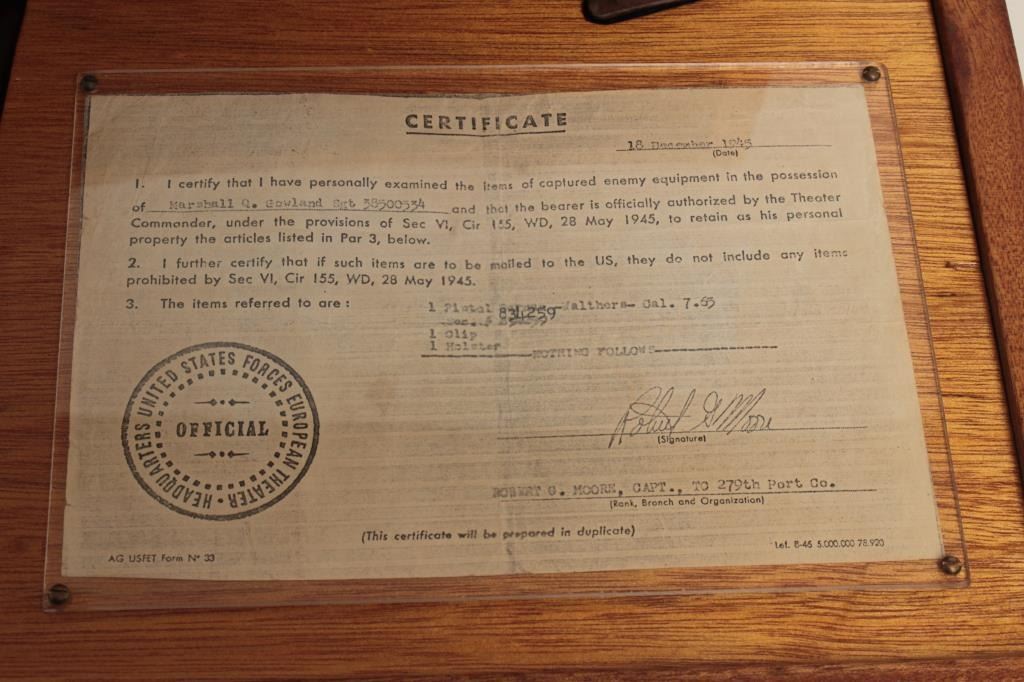 CERTIFICATE
18 December 1945
(Date)
1. I certify that I have personally examined the items of captured enemy equipment in the possession
of Marshall Q. Gowland Sgt 38500534 and that the bearer is officially authorized by the Theater
Commander, under the provisions of Sec VI, Cir 155, WD, 28 May 1945, to retain as his personal
property the articles listed in Par 3, below.
2. I further certify that if such items are to be mailed to the US, they do not include any items
prohibited by Sec VI, Cir 155, WD, 28 May 1945.
3. The items referred to are :
1 Pistol Walthers- Cal. 7.65
834259
1 Clip
1 Holster
NOTHING FOLLOWS
HEADQUARTERS UNITED STATES FORCES EUROPEAN THEATER
OFFICIAL
Robert G Moore
(Signature)
ROBERT G. MOORE, CAPT., TC 279th Port Co.
(Rank, Branch and Organization)
(This certificate will be prepared in duplicate)
AG USFET Form N° 33
Lef. 8-45 5.000.000 78.920